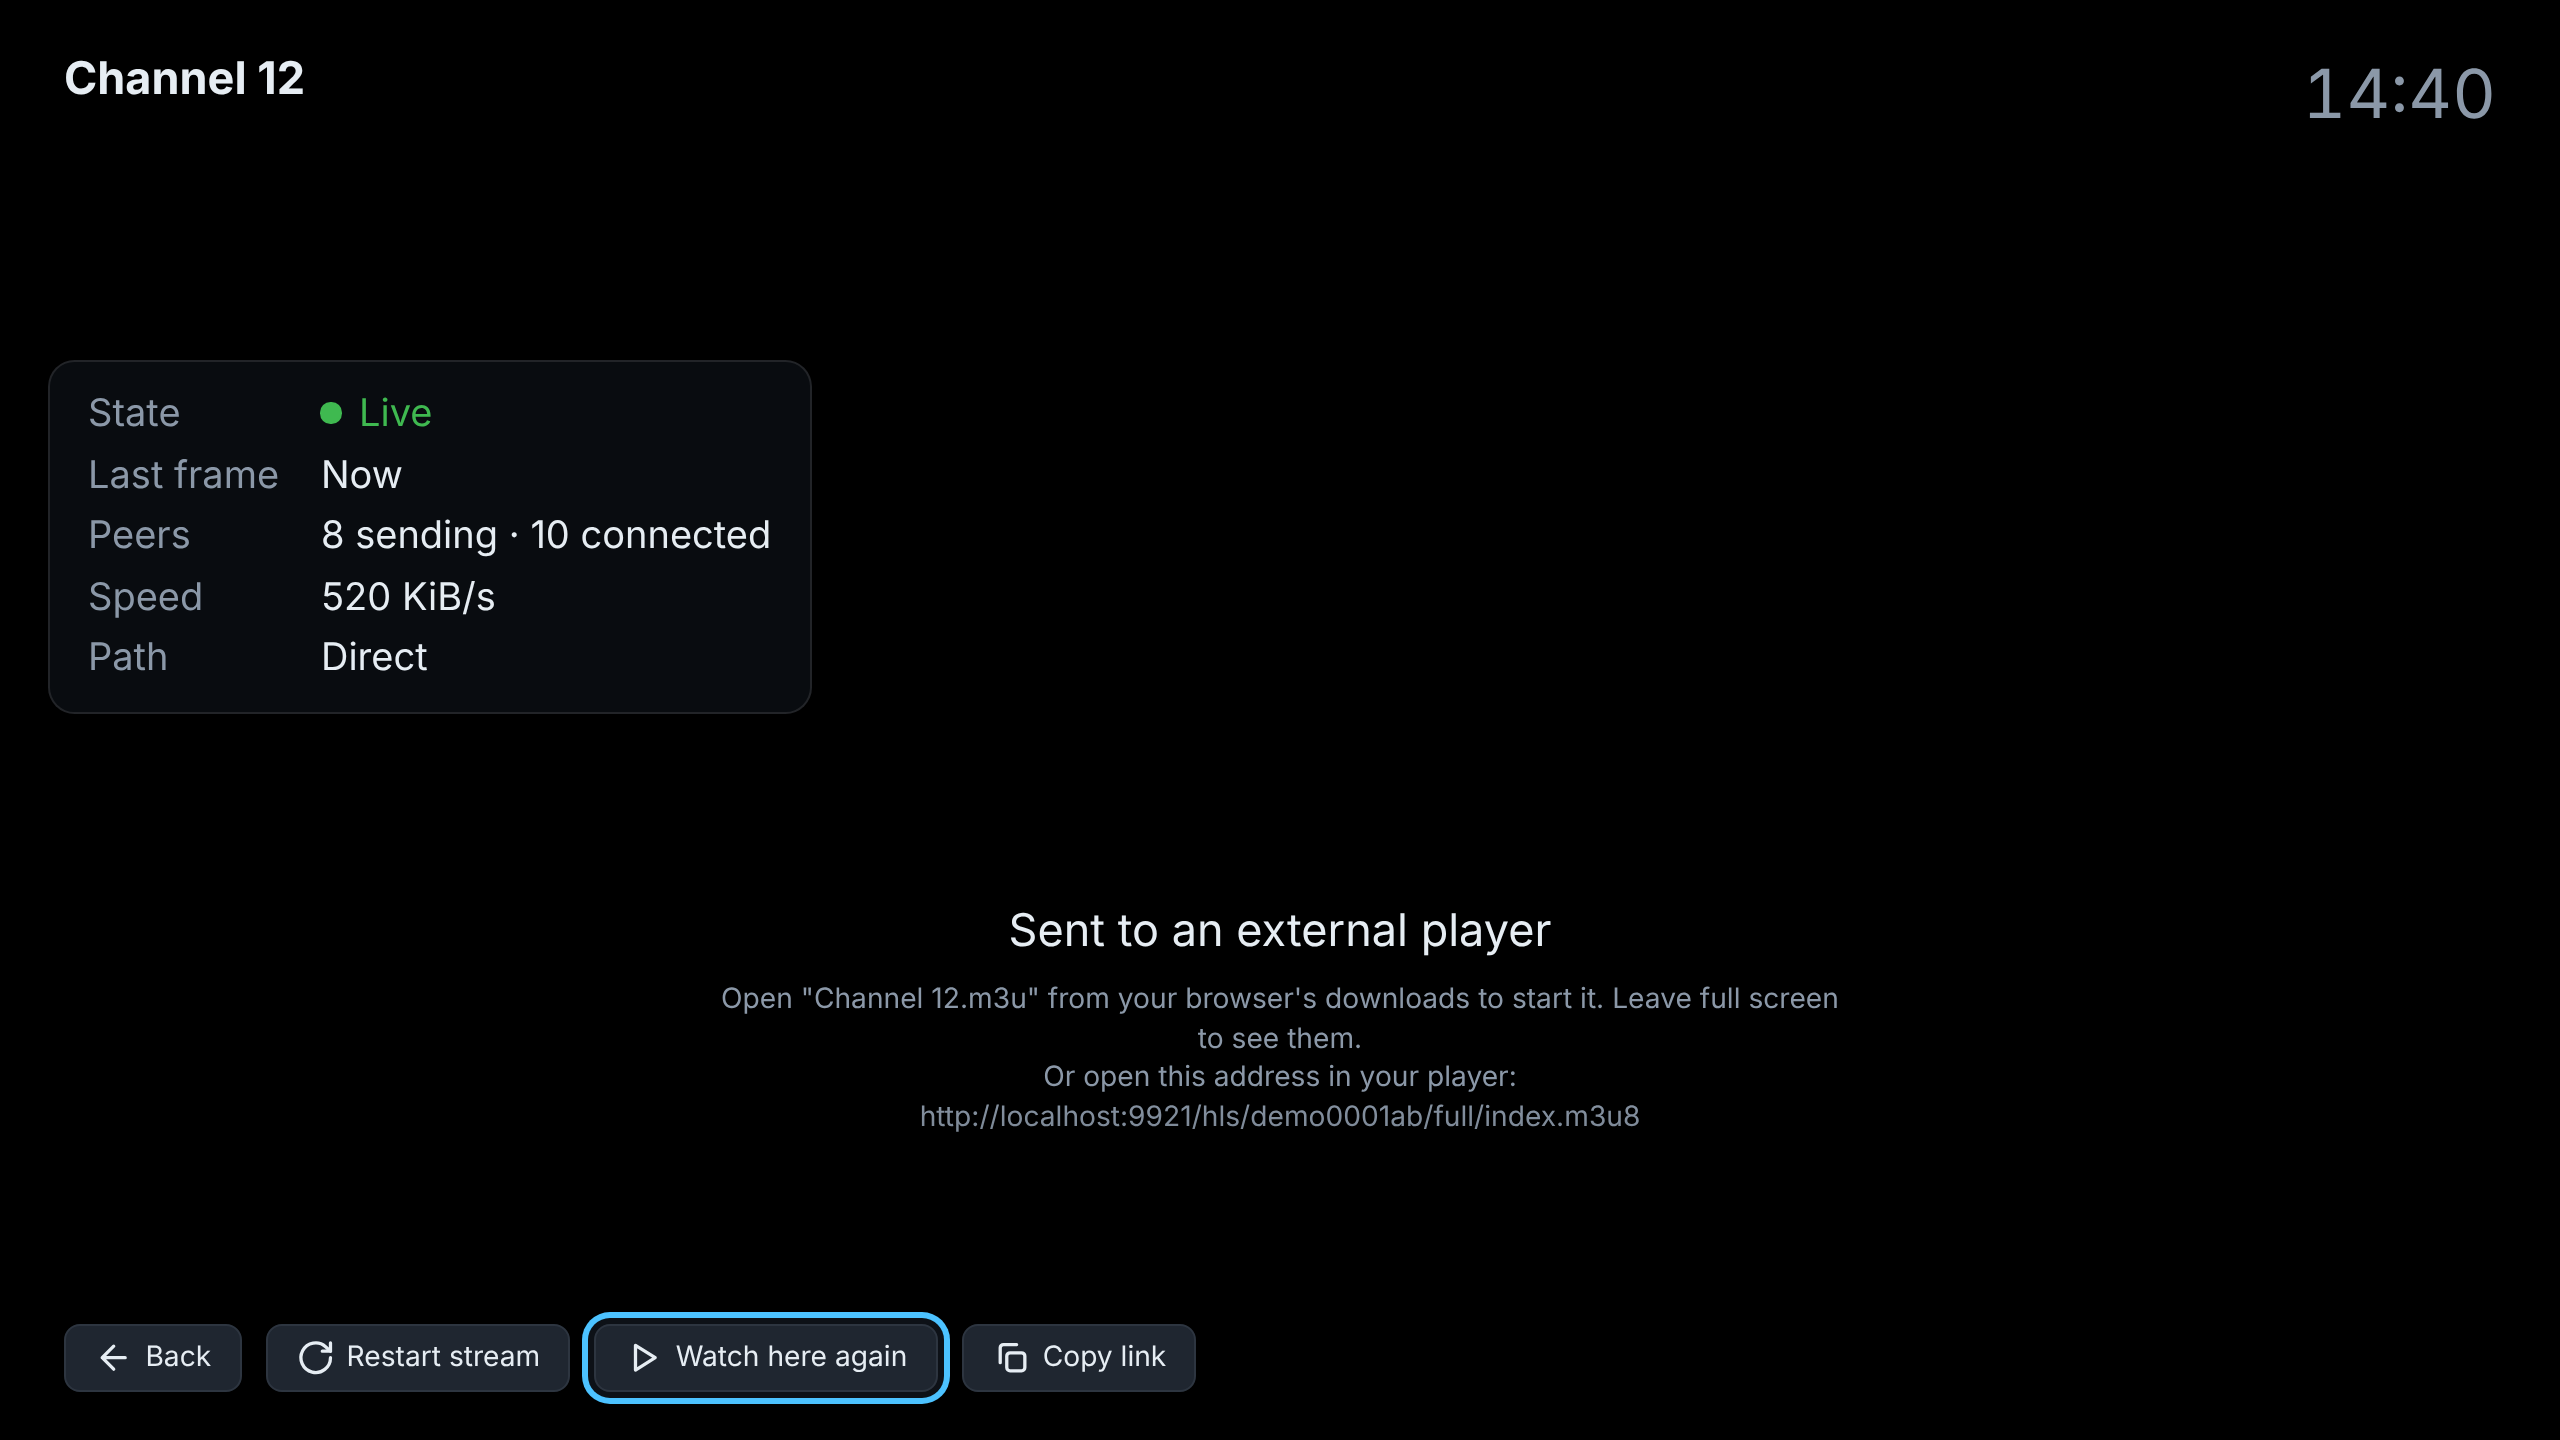 Channel 12
14:40
State Live
Last frame Now
Peers 8 sending · 10 connected
Speed 520 KiB/s
Path Direct
Sent to an external player
Open "Channel 12.m3u" from your browser's downloads to start it. Leave full screen
to see them.
Or open this address in your player:
http://localhost:9921/hls/demo0001ab/full/index.m3u8
Back Restart stream Watch here again Copy link